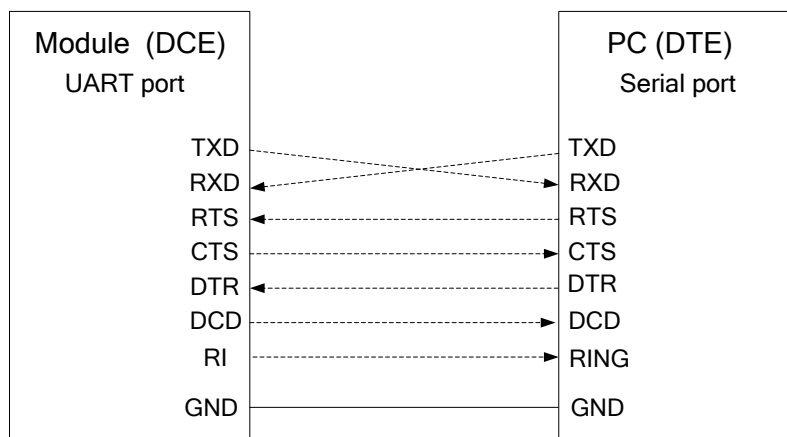 Module (DCE)
UART port
TXD
RXD
RTS
CTS
DTR
DCD
RI
GND
PC (DTE)
Serial port
TXD
RXD
RTS
CTS
DTR
DCD
RING
GND